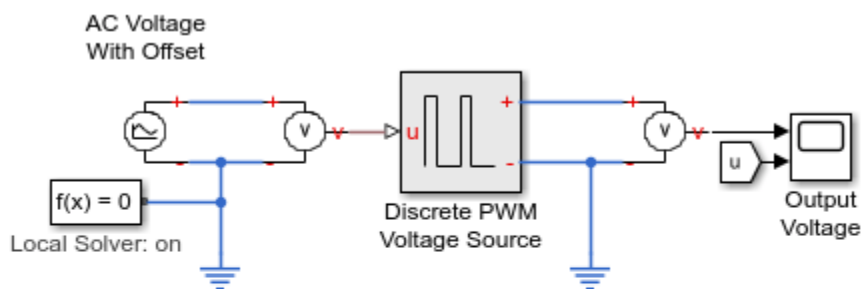 AC Voltage
With Offset
+ + + +
v v u v v
- - - -
u
f(x) = 0
Discrete PWM
Voltage Source
Output
Voltage
Local Solver: on